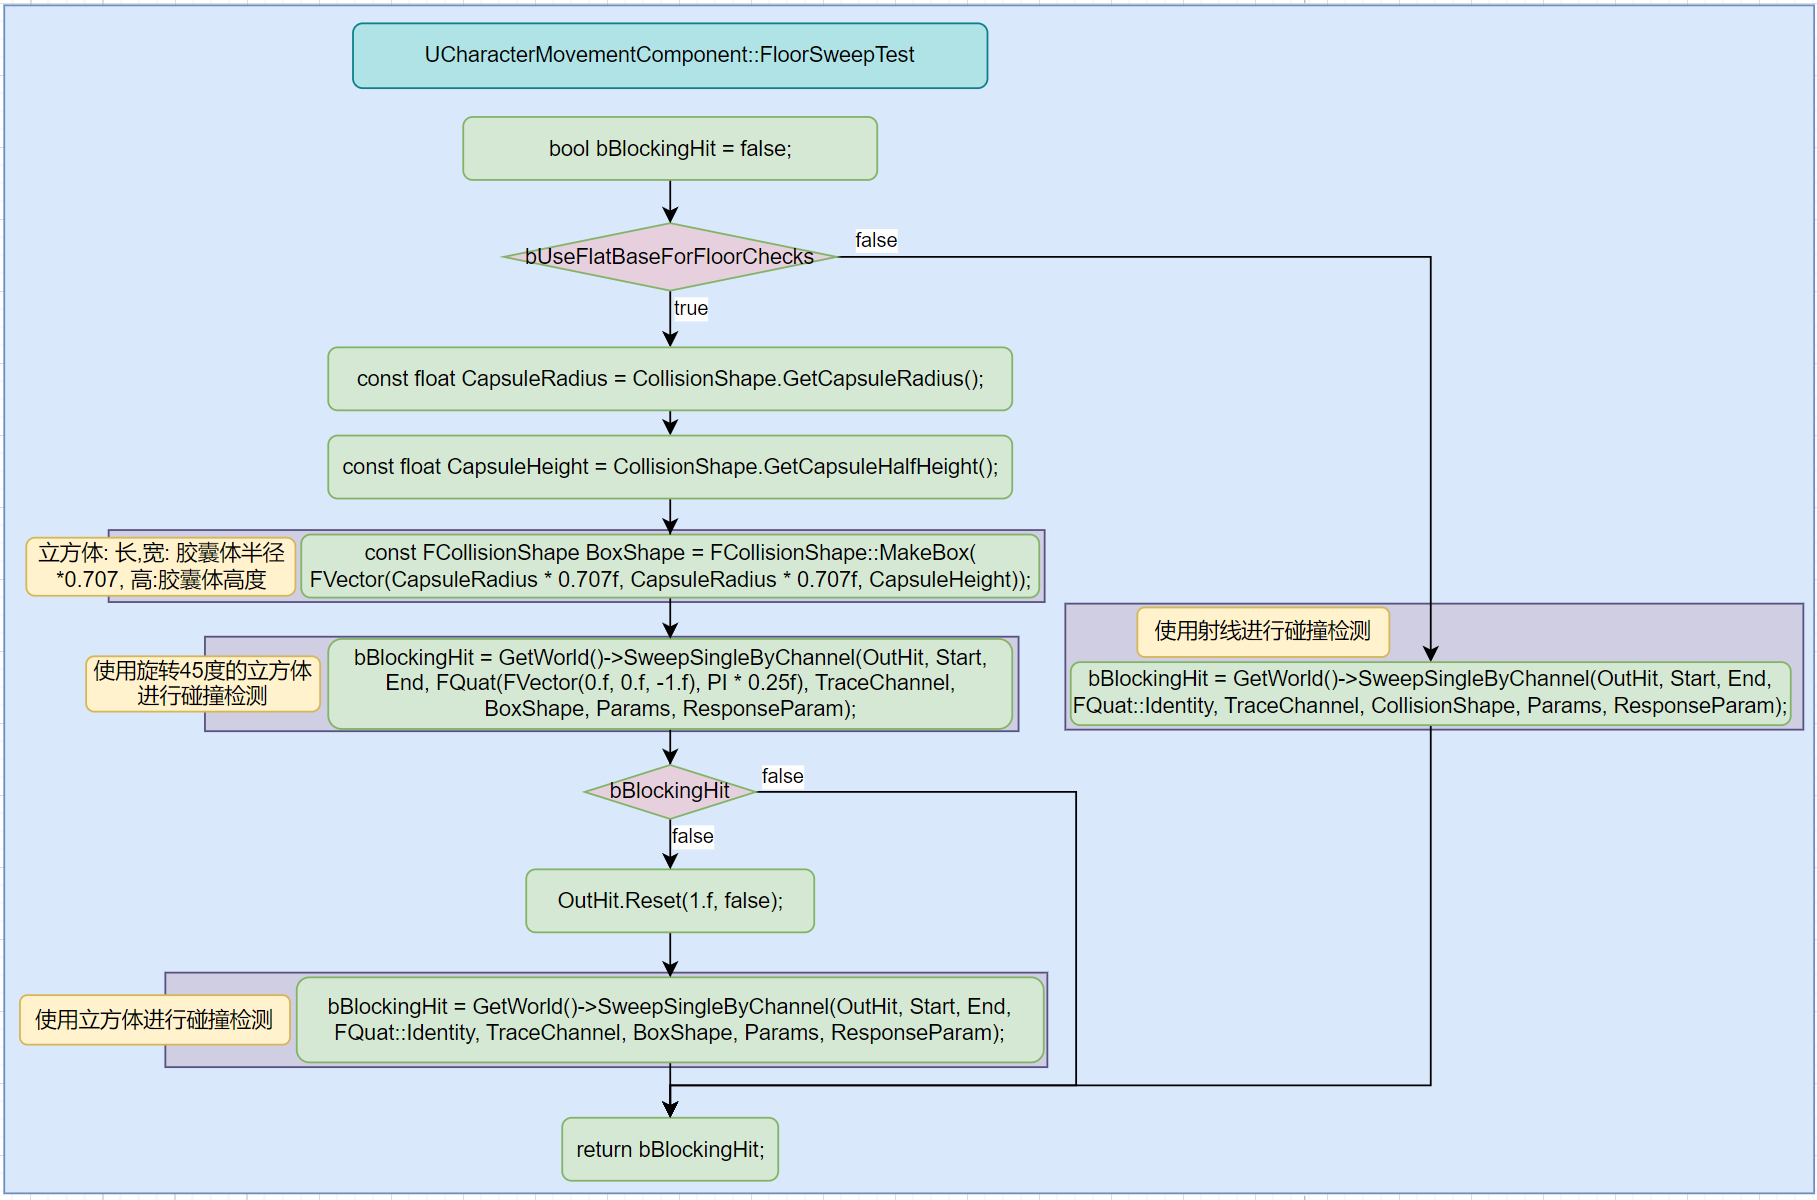 UCharacterMovementComponent::FloorSweepTest
bool bBlockingHit = false;
bUseFlatBaseForFloorChecks
false
true
const float CapsuleRadius = CollisionShape.GetCapsuleRadius();
const float CapsuleHeight = CollisionShape.GetCapsuleHalfHeight();
立方体: 长,宽: 胶囊体半径
*0.707, 高:胶囊体高度
const FCollisionShape BoxShape = FCollisionShape::MakeBox(
FVector(CapsuleRadius * 0.707f, CapsuleRadius * 0.707f, CapsuleHeight));
使用旋转45度的立方体
进行碰撞检测
bBlockingHit = GetWorld()->SweepSingleByChannel(OutHit, Start,
End, FQuat(FVector(0.f, 0.f, -1.f), PI * 0.25f), TraceChannel,
BoxShape, Params, ResponseParam);
使用射线进行碰撞检测
bBlockingHit = GetWorld()->SweepSingleByChannel(OutHit, Start, End,
FQuat::Identity, TraceChannel, CollisionShape, Params, ResponseParam);
bBlockingHit
false
false
OutHit.Reset(1.f, false);
使用立方体进行碰撞检测
bBlockingHit = GetWorld()->SweepSingleByChannel(OutHit, Start, End,
FQuat::Identity, TraceChannel, BoxShape, Params, ResponseParam);
return bBlockingHit;